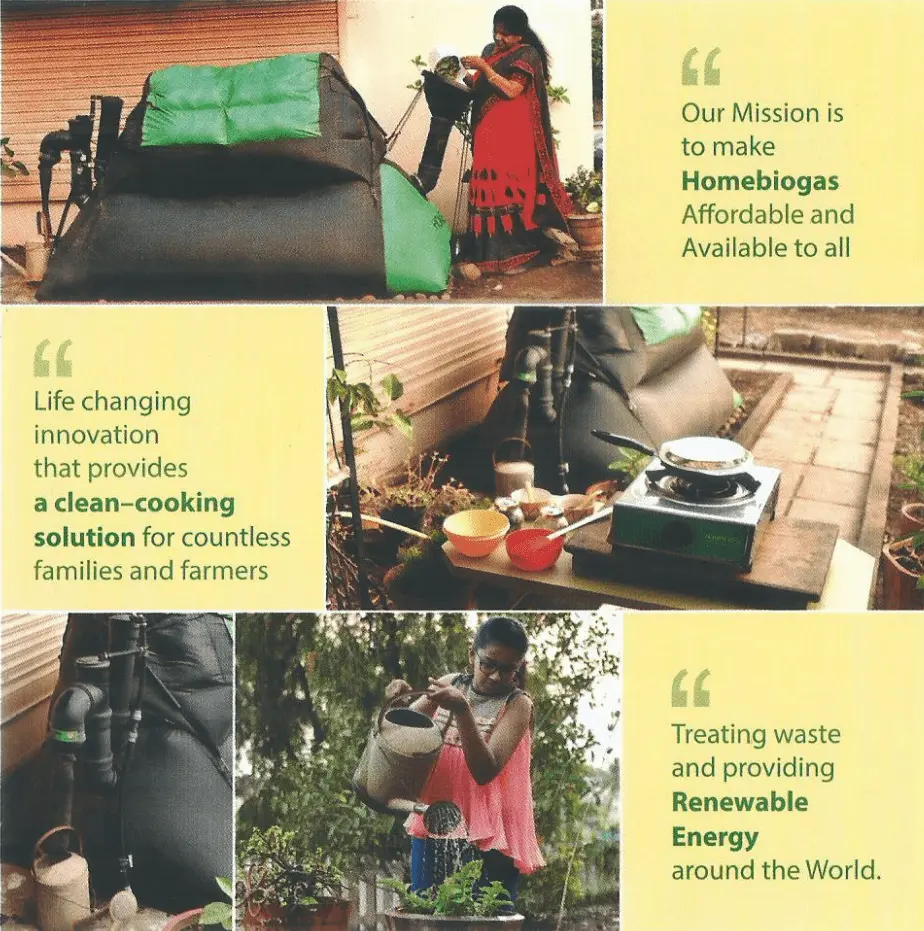 “
Our Mission is
to make
Homebiogas
Affordable and
Available to all
“
Life changing
innovation
that provides
a clean–cooking
solution for countless
families and farmers
“
Treating waste
and providing
Renewable
Energy
around the World.